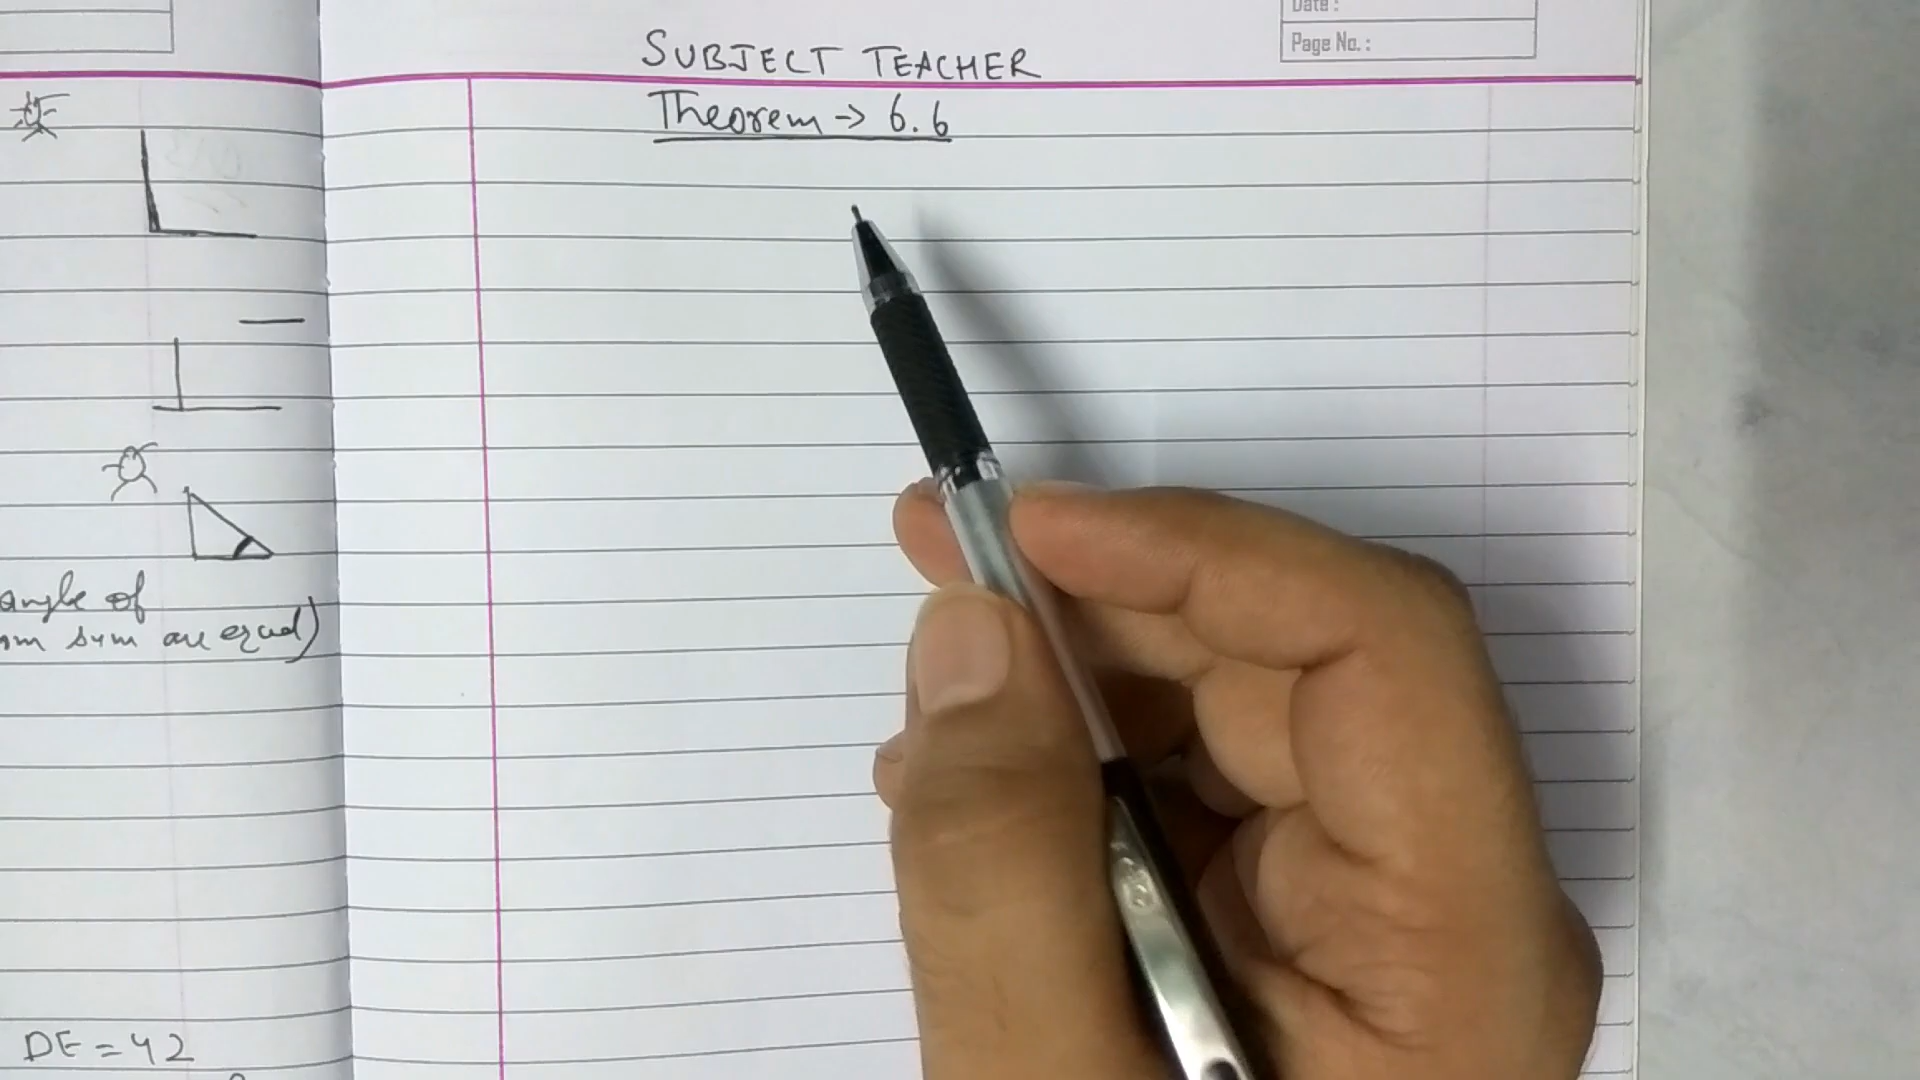 Date :
Page No. :
SUBJECT TEACHER
Theorem -> 6.6
angle of
sum are equal)
DE = 42